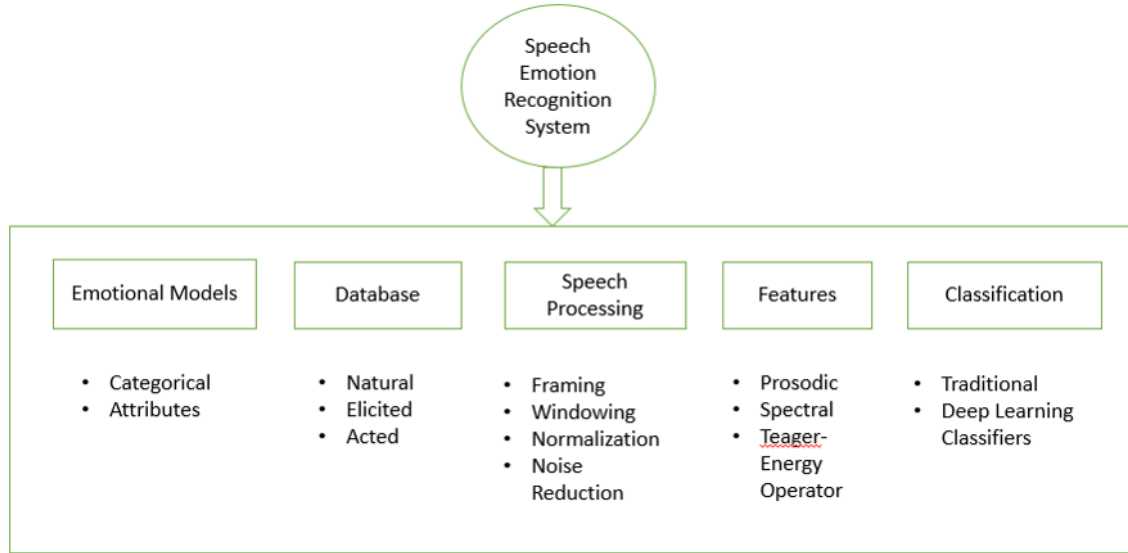 Speech
Emotion
Recognition
System
Emotional Models
Database
Speech
Processing
Features
Classification
• Categorical
• Attributes
• Natural
• Elicited
• Acted
• Framing
• Windowing
• Normalization
• Noise
Reduction
• Prosodic
• Spectral
• Teager-
Energy
Operator
• Traditional
• Deep Learning
Classifiers